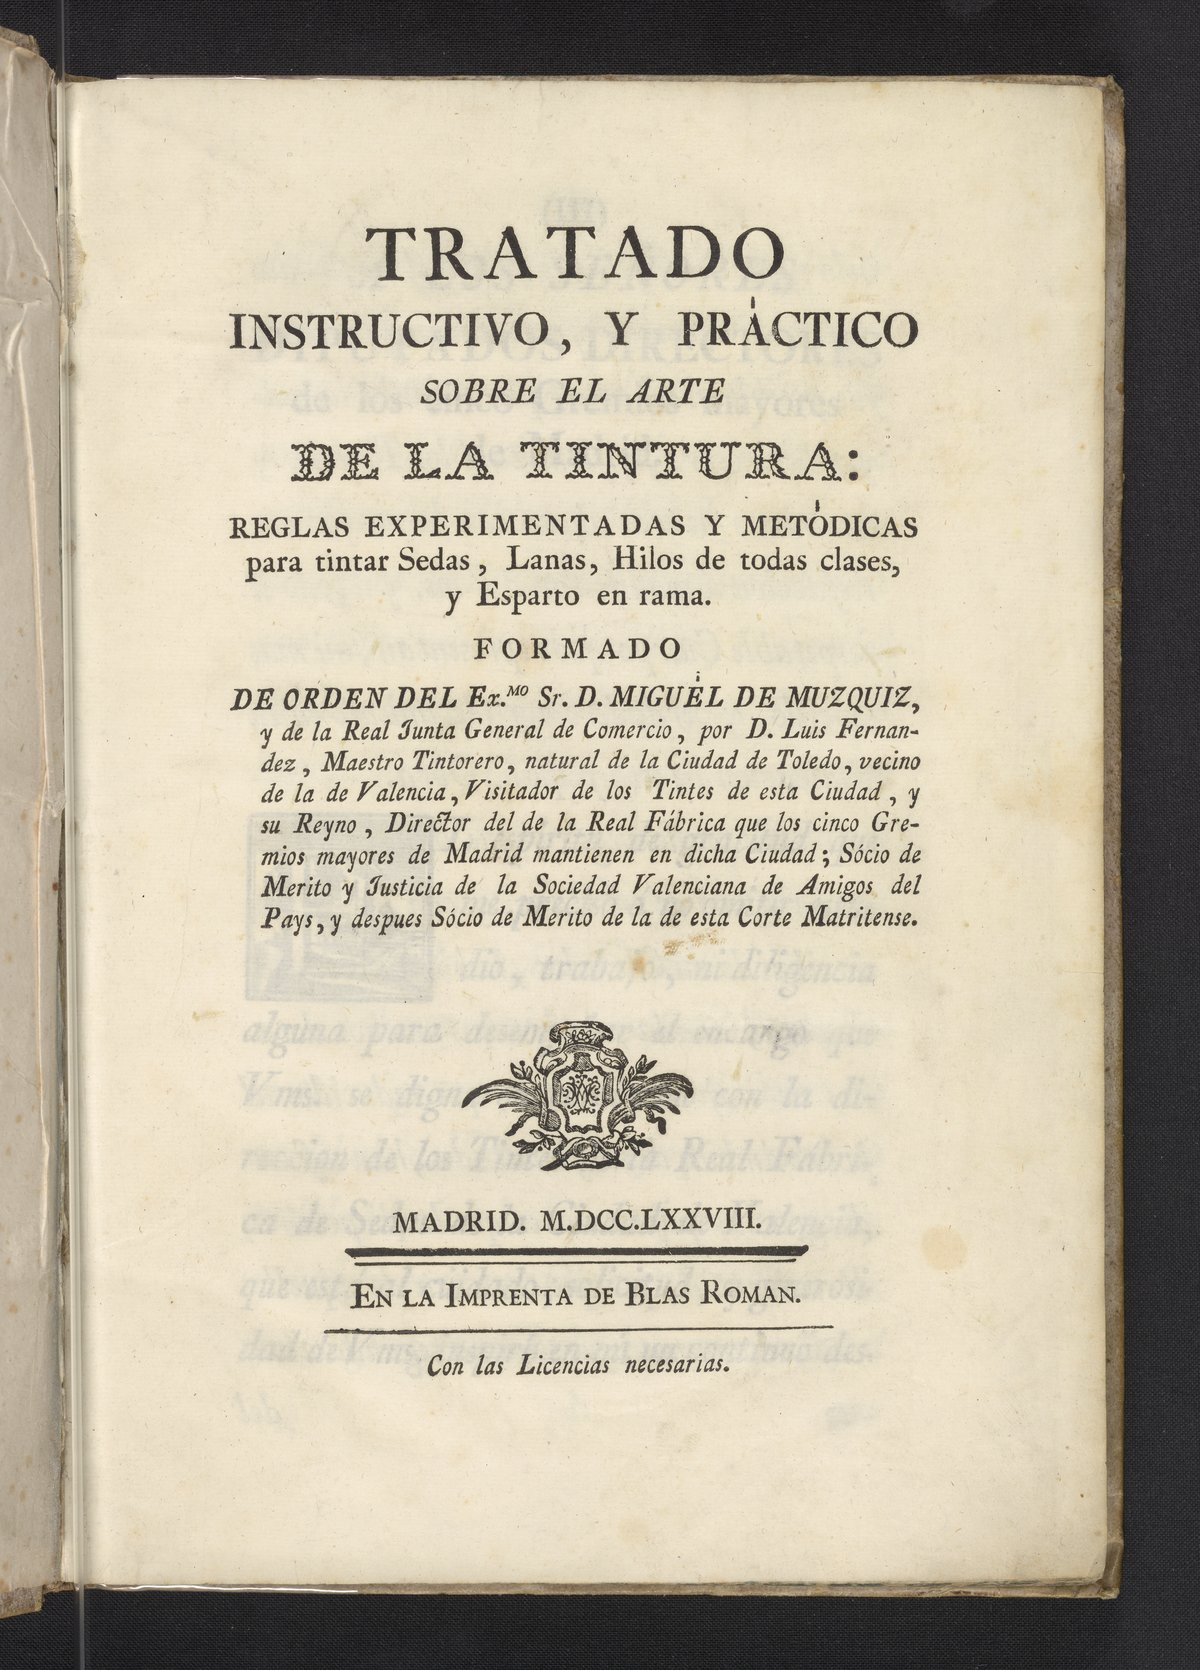 TRATADO
INSTRUCTIVO, Y PRÁCTICO
SOBRE EL ARTE
DE LA TINTURA:
REGLAS EXPERIMENTADAS Y METÓDICAS
para tintar Sedas, Lanas, Hilos de todas clases,
y Esparto en rama.
FORMADO
DE ORDEN DEL Ex.MO Sr. D. MIGUÉL DE MUZQUIZ,
y de la Real Junta General de Comercio, por D. Luis Fernan-
dez, Maestro Tintorero, natural de la Ciudad de Toledo, vecino
de la de Valencia, Visitador de los Tintes de esta Ciudad, y
su Reyno, Director del de la Real Fábrica que los cinco Gre-
mios mayores de Madrid mantienen en dicha Ciudad; Sócio de
Merito y Justicia de la Sociedad Valenciana de Amigos del
Pays, y despues Sócio de Merito de la de esta Corte Matritense.
MADRID. M.DCC.LXXVIII.
EN LA IMPRENTA DE BLAS ROMAN.
Con las Licencias necesarias.